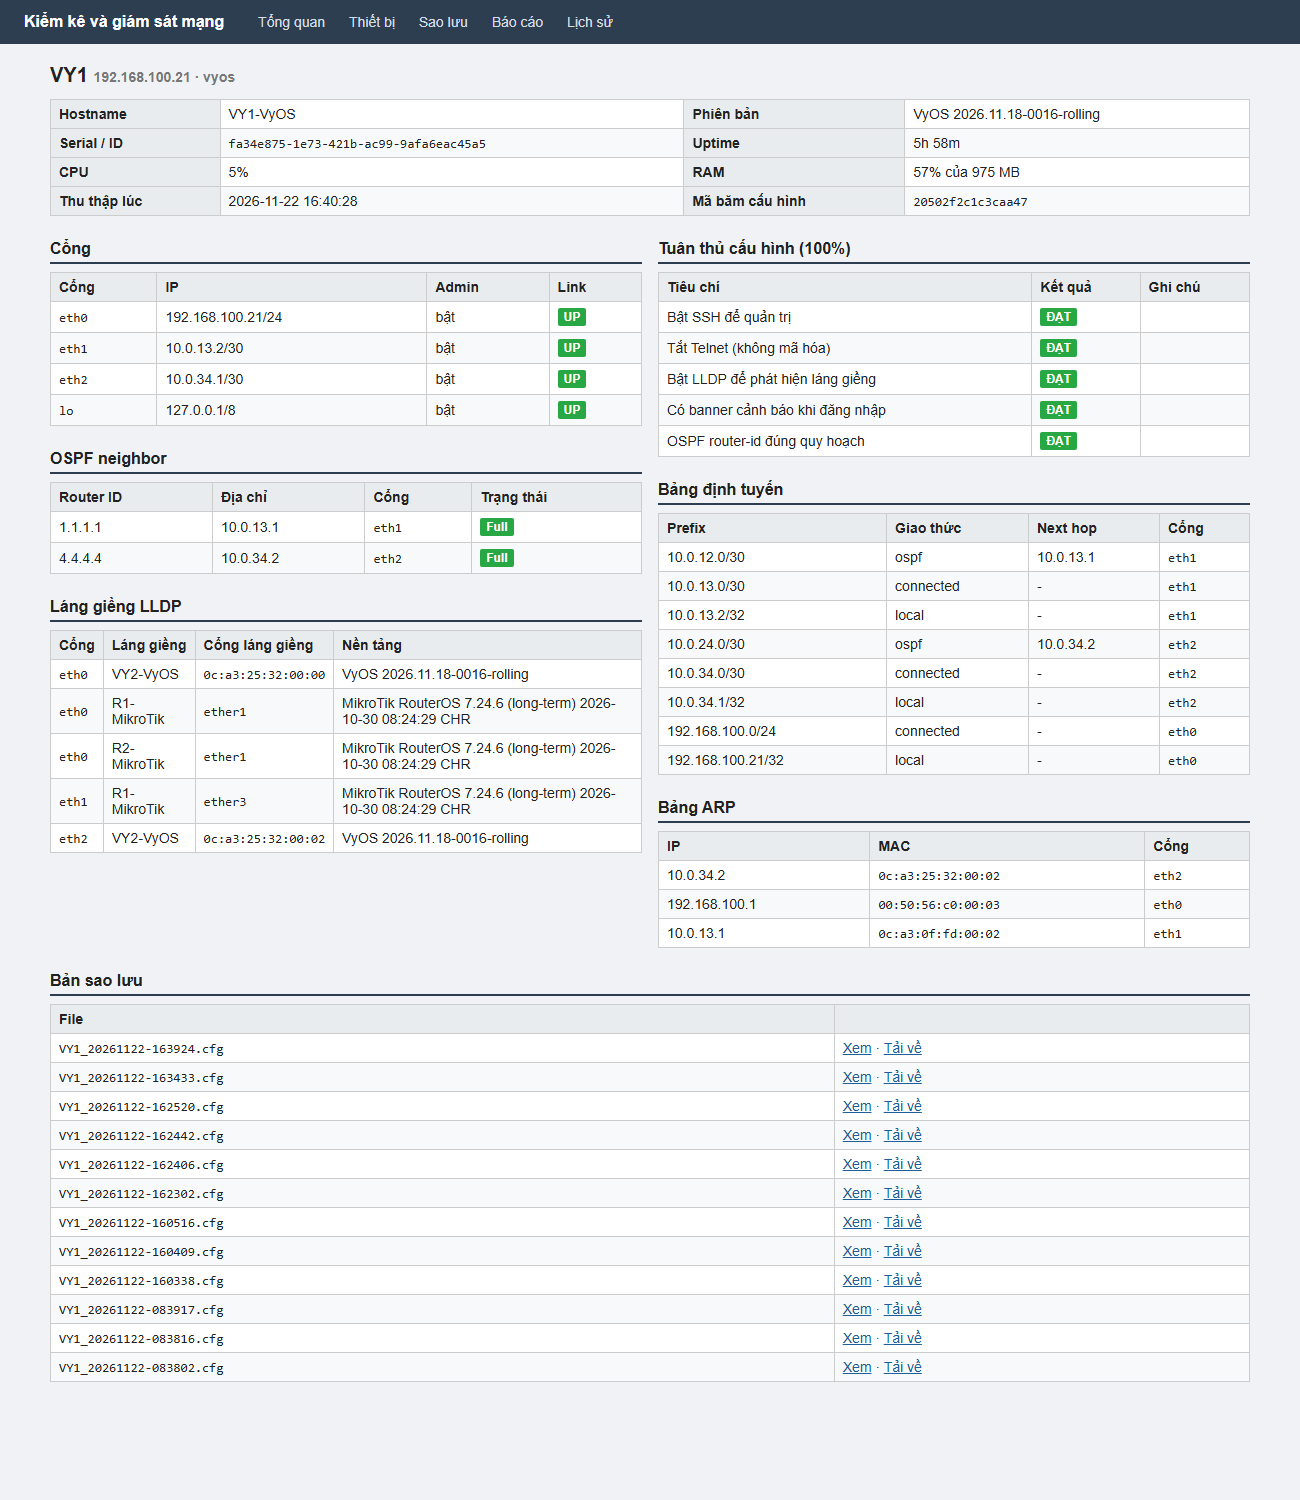 Kiểm kê và giám sát mạng Tổng quan Thiết bị Sao lưu Báo cáo Lịch sử
VY1 192.168.100.21 · vyos
Hostname VY1-VyOS Phiên bản VyOS 2026.11.18-0016-rolling
Serial / ID fa34e875-1e73-421b-ac99-9afa6eac45a5 Uptime 5h 58m
CPU 5% RAM 57% của 975 MB
Thu thập lúc 2026-11-22 16:40:28 Mã băm cấu hình 20502f2c1c3caa47
Cổng
Cổng IP Admin Link
eth0 192.168.100.21/24 bật UP
eth1 10.0.13.2/30 bật UP
eth2 10.0.34.1/30 bật UP
lo 127.0.0.1/8 bật UP
OSPF neighbor
Router ID Địa chỉ Cổng Trạng thái
1.1.1.1 10.0.13.1 eth1 Full
4.4.4.4 10.0.34.2 eth2 Full
Láng giềng LLDP
Cổng Láng giềng Cổng láng giềng Nền tảng
eth0 VY2-VyOS 0c:a3:25:32:00:00 VyOS 2026.11.18-0016-rolling
eth0 R1-MikroTik ether1 MikroTik RouterOS 7.24.6 (long-term) 2026-10-30 08:24:29 CHR
eth0 R2-MikroTik ether1 MikroTik RouterOS 7.24.6 (long-term) 2026-10-30 08:24:29 CHR
eth1 R1-MikroTik ether3 MikroTik RouterOS 7.24.6 (long-term) 2026-10-30 08:24:29 CHR
eth2 VY2-VyOS 0c:a3:25:32:00:02 VyOS 2026.11.18-0016-rolling
Tuân thủ cấu hình (100%)
Tiêu chí Kết quả Ghi chú
Bật SSH để quản trị ĐẠT
Tắt Telnet (không mã hóa) ĐẠT
Bật LLDP để phát hiện láng giềng ĐẠT
Có banner cảnh báo khi đăng nhập ĐẠT
OSPF router-id đúng quy hoạch ĐẠT
Bảng định tuyến
Prefix Giao thức Next hop Cổng
10.0.12.0/30 ospf 10.0.13.1 eth1
10.0.13.0/30 connected - eth1
10.0.13.2/32 local - eth1
10.0.24.0/30 ospf 10.0.34.2 eth2
10.0.34.0/30 connected - eth2
10.0.34.1/32 local - eth2
192.168.100.0/24 connected - eth0
192.168.100.21/32 local - eth0
Bảng ARP
IP MAC Cổng
10.0.34.2 0c:a3:25:32:00:02 eth2
192.168.100.1 00:50:56:c0:00:03 eth0
10.0.13.1 0c:a3:0f:fd:00:02 eth1
Bản sao lưu
File
VY1_20261122-163924.cfg Xem · Tải về
VY1_20261122-163433.cfg Xem · Tải về
VY1_20261122-162520.cfg Xem · Tải về
VY1_20261122-162442.cfg Xem · Tải về
VY1_20261122-162406.cfg Xem · Tải về
VY1_20261122-162302.cfg Xem · Tải về
VY1_20261122-160516.cfg Xem · Tải về
VY1_20261122-160409.cfg Xem · Tải về
VY1_20261122-160338.cfg Xem · Tải về
VY1_20261122-083917.cfg Xem · Tải về
VY1_20261122-083816.cfg Xem · Tải về
VY1_20261122-083802.cfg Xem · Tải về